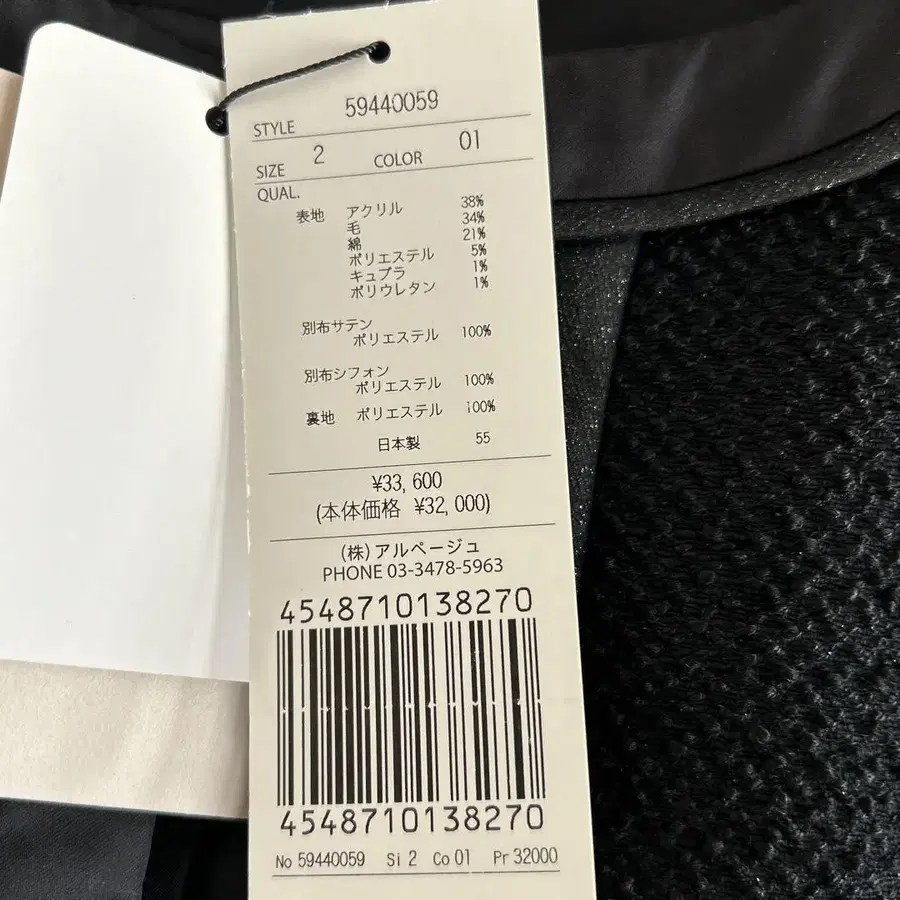 STYLE 59440059
SIZE 2 COLOR 01
QUAL.
表地 アクリル 38%
毛 34%
綿 21%
ポリエステル 5%
キュプラ 1%
ポリウレタン 1%
別布サテン
ポリエステル 100%
別布シフォン
ポリエステル 100%
裏地 ポリエステル 100%
日本製 55
¥33,600
(本体価格 ¥32,000)
(株)アルページュ
PHONE 03-3478-5963
4548710138270
4548710138270
No 59440059 Si 2 Co 01 Pr 32000